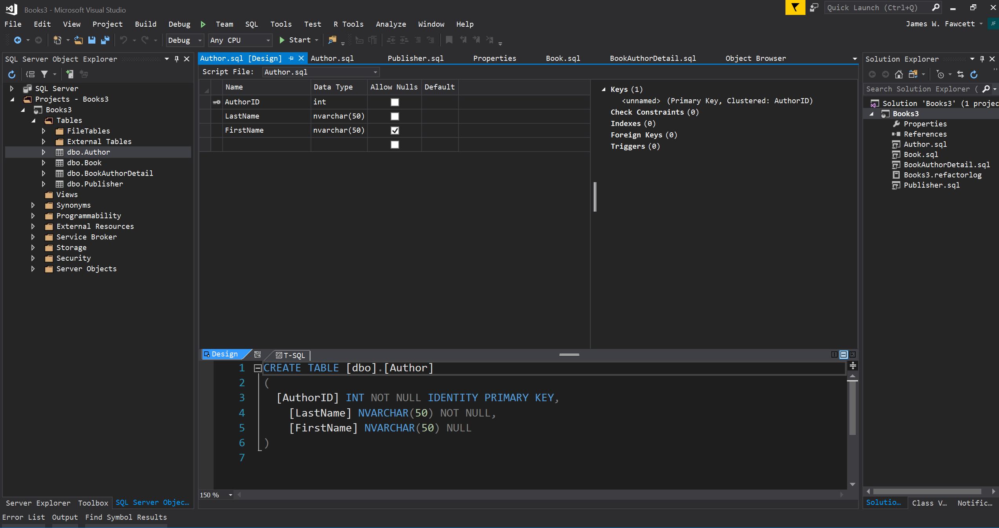 Books3 - Microsoft Visual Studio
Quick Launch (Ctrl+Q)
File Edit View Project Build Debug Team SQL Tools Test R Tools Analyze Window Help
James W. Fawcett JF
Debug Any CPU Start
SQL Server Object Explorer
SQL Server
Projects - Books3
Books3
Tables
FileTables
External Tables
dbo.Author
dbo.Book
dbo.BookAuthorDetail
dbo.Publisher
Views
Synonyms
Programmability
External Resources
Service Broker
Storage
Security
Server Objects
Server Explorer Toolbox SQL Server Objec...
Author.sql [Design] Author.sql Publisher.sql Properties Book.sql BookAuthorDetail.sql Object Browser
Script File: Author.sql
Name Data Type Allow Nulls Default
AuthorID int
LastName nvarchar(50)
FirstName nvarchar(50)
Keys (1)
<unnamed> (Primary Key, Clustered: AuthorID)
Check Constraints (0)
Indexes (0)
Foreign Keys (0)
Triggers (0)
Design T-SQL
1 CREATE TABLE [dbo].[Author]
2 (
3 [AuthorID] INT NOT NULL IDENTITY PRIMARY KEY,
4 [LastName] NVARCHAR(50) NOT NULL,
5 [FirstName] NVARCHAR(50) NULL
6 )
7
150 %
Solution Explorer
Search Solution Explorer (
Solution 'Books3' (1 projec
Books3
Properties
References
Author.sql
Book.sql
BookAuthorDetail.sql
Books3.refactorlog
Publisher.sql
Solutio... Class V... Notific...
Error List Output Find Symbol Results